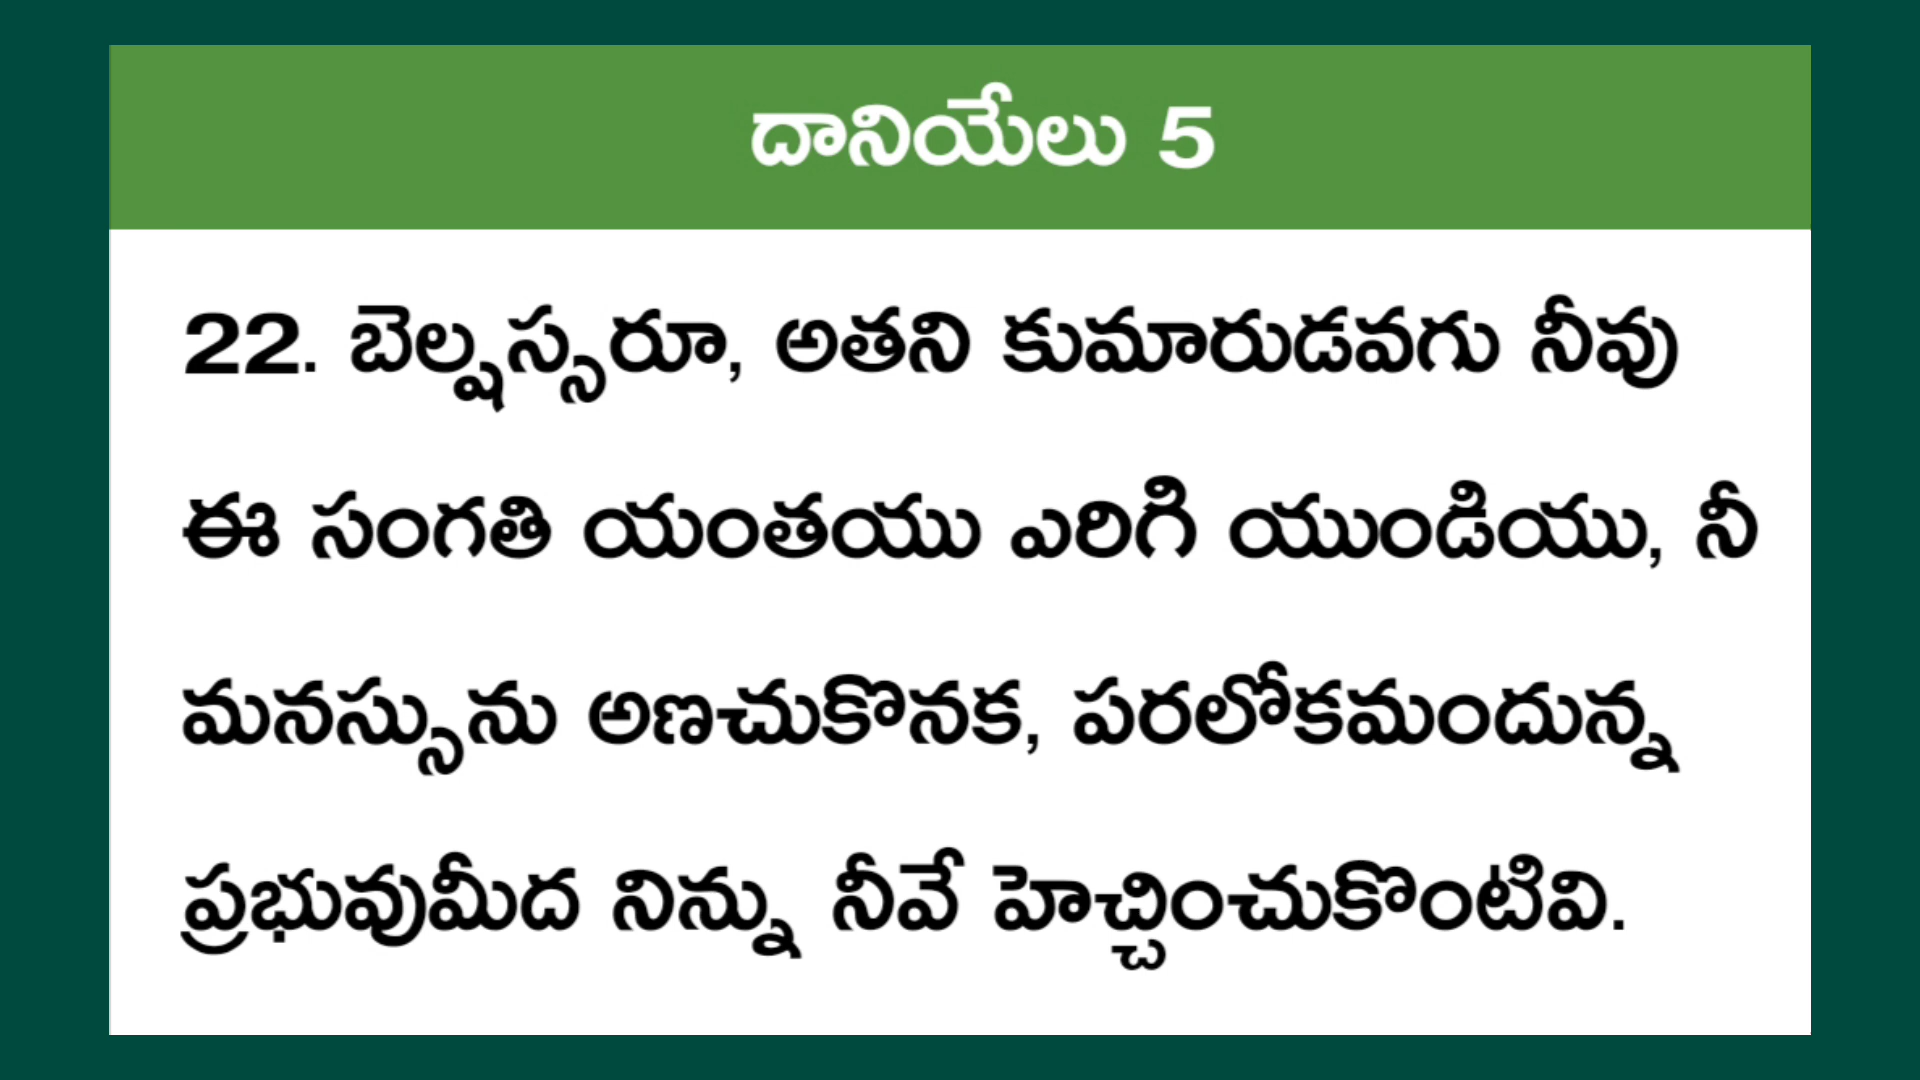 దానియేలు 5
22. బెల్షస్సరూ, అతని కుమారుడవగు నీవు
ఈ సంగతి యంతయు ఎరిగి యుండియు, నీ
మనస్సును అణచుకొనక, పరలోకమందున్న
ప్రభువుమీద నిన్ను నీవే హెచ్చించుకొంటివి.